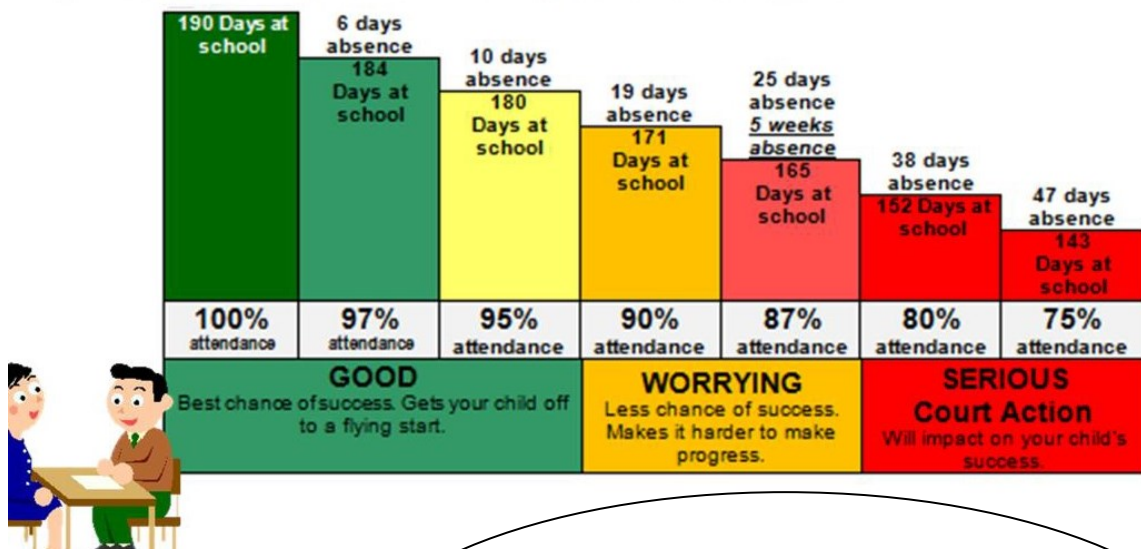 190 Days at
school
6 days
absence
184
Days at
school
10 days
absence
180
Days at
school
19 days
absence
171
Days at
school
25 days
absence
5 weeks
absence
165
Days at
school
38 days
absence
152 Days at
school
47 days
absence
143
Days at
school
100%
attendance
97%
attendance
95%
attendance
90%
attendance
87%
attendance
80%
attendance
75%
attendance
GOOD
Best chance of success. Gets your child off
to a flying start.
WORRYING
Less chance of success.
Makes it harder to make
progress.
SERIOUS
Court Action
Will impact on your child's
success.